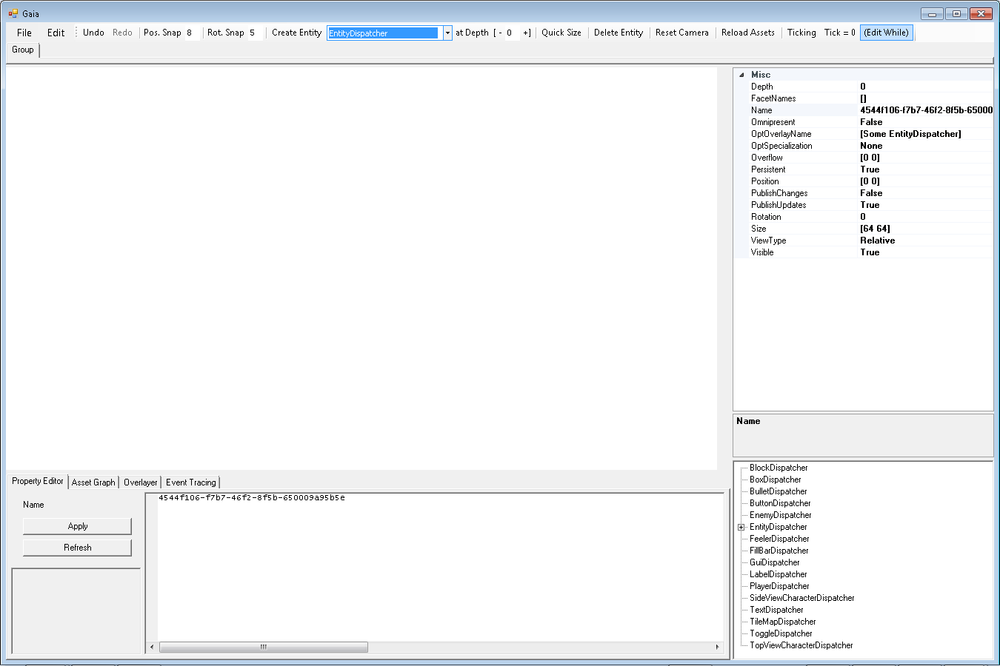 Gaia
File Edit Undo Redo Pos. Snap 8 Rot. Snap 5 Create Entity EntityDispatcher at Depth [ - 0 +] Quick Size Delete Entity Reset Camera Reload Assets Ticking Tick = 0 (Edit While)
Group
Misc
Depth 0
FacetNames []
Name 4544f106-f7b7-46f2-8f5b-65000
Omnipresent False
OptOverlayName [Some EntityDispatcher]
OptSpecialization None
Overflow [0 0]
Persistent True
Position [0 0]
PublishChanges False
PublishUpdates True
Rotation 0
Size [64 64]
ViewType Relative
Visible True
Name
Property Editor Asset Graph Overlayer Event Tracing
Name
Apply
Refresh
4544f106-f7b7-46f2-8f5b-650009a95b5e
BlockDispatcher
BoxDispatcher
BulletDispatcher
ButtonDispatcher
EnemyDispatcher
EntityDispatcher
FeelerDispatcher
FillBarDispatcher
GuiDispatcher
LabelDispatcher
PlayerDispatcher
SideViewCharacterDispatcher
TextDispatcher
TileMapDispatcher
ToggleDispatcher
TopViewCharacterDispatcher